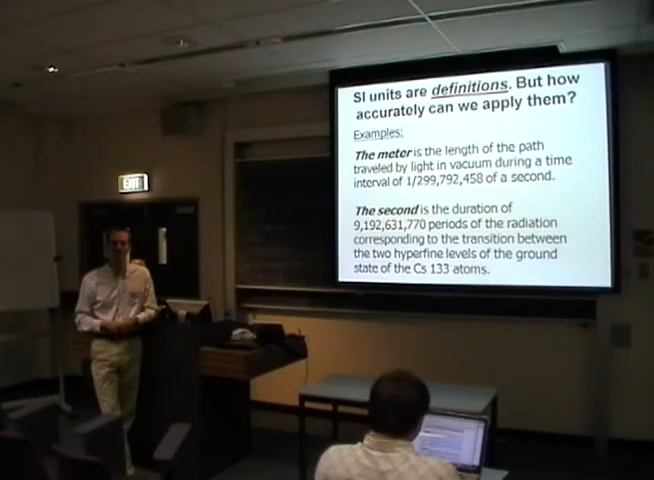 SI units are definitions. But how
accurately can we apply them?
Examples:
The meter is the length of the path
traveled by light in vacuum during a time
interval of 1/299,792,458 of a second.
The second is the duration of
9,192,631,770 periods of the radiation
corresponding to the transition between
the two hyperfine levels of the ground
state of the Cs 133 atoms.
EXIT